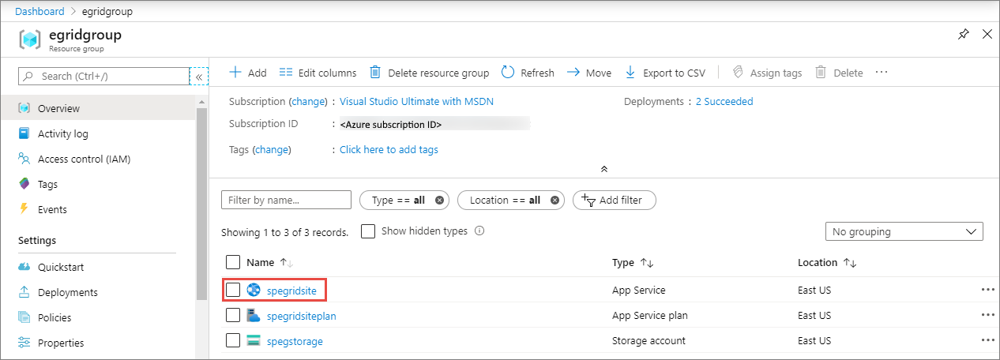 Dashboard > egridgroup
egridgroup
Resource group
Search (Ctrl+/)
«
Overview
Activity log
Access control (IAM)
Tags
Events
Settings
Quickstart
Deployments
Policies
Properties
Add Edit columns Delete resource group Refresh Move Export to CSV Assign tags Delete ...
Subscription (change) : Visual Studio Ultimate with MSDN Deployments : 2 Succeeded
Subscription ID : <Azure subscription ID>
Tags (change) : Click here to add tags
Filter by name... Type == all Location == all Add filter
Showing 1 to 3 of 3 records. Show hidden types No grouping
Name ↑↓ Type ↑↓ Location ↑↓
spegridsite App Service East US ...
spegridsiteplan App Service plan East US ...
spegstorage Storage account East US ...